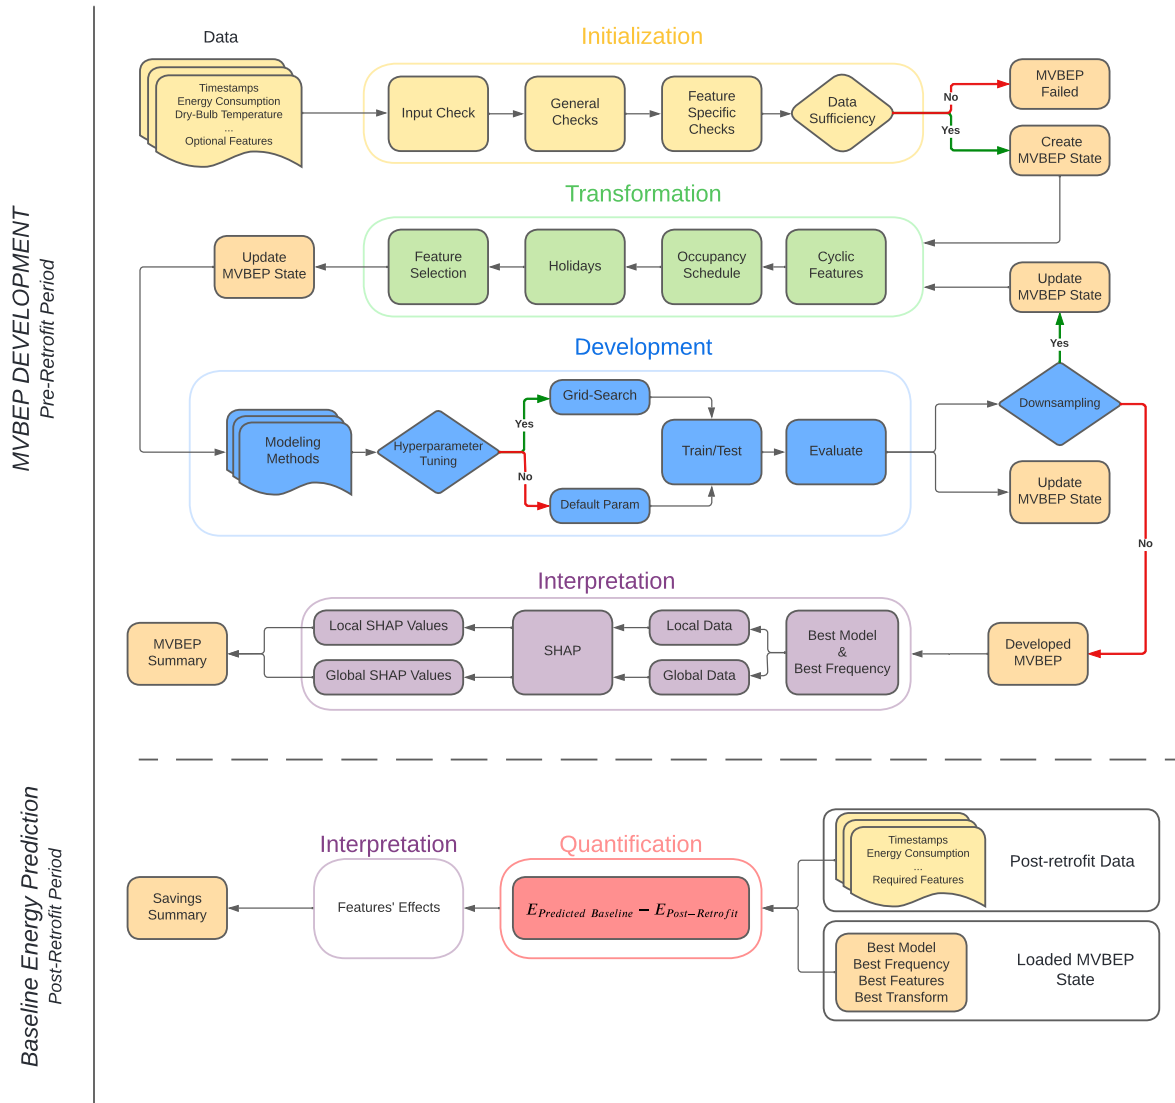 MVBEP DEVELOPMENT
Pre-Retrofit Period
Data
Timestamps
Energy Consumption
Dry-Bulb Temperature
...
Optional Features
Initialization
Input Check
General
Checks
Feature
Specific
Checks
Data
Sufficiency
No
Yes
MVBEP
Failed
Create
MVBEP State
Transformation
Update
MVBEP State
Feature
Selection
Holidays
Occupancy
Schedule
Cyclic
Features
Update
MVBEP State
Yes
Development
Modeling
Methods
Hyperparameter
Tuning
Yes
No
Grid-Search
Default Param
Train/Test
Evaluate
Downsampling
Update
MVBEP State
No
Interpretation
MVBEP
Summary
Local SHAP Values
Global SHAP Values
SHAP
Local Data
Global Data
Best Model
&
Best Frequency
Developed
MVBEP
Baseline Energy Prediction
Post-Retrofit Period
Savings
Summary
Interpretation
Features' Effects
Quantification
E Predicted Baseline − E Post−Retrofit
Timestamps
Energy Consumption
...
Required Features
Post-retrofit Data
Best Model
Best Frequency
Best Features
Best Transform
Loaded MVBEP
State